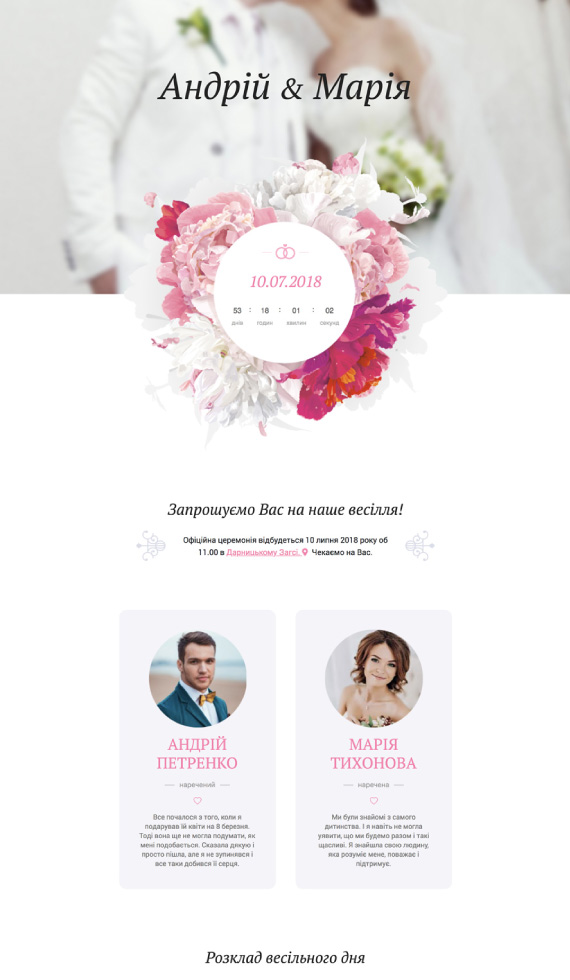 Андрій & Марія
10.07.2018
53 : 18 : 01 : 02
днів годин хвилин секунд
Запрошуємо Вас на наше весілля!
Офіційна церемонія відбудеться 10 липня 2018 року об
11.00 в Дарницькому Загсі. Чекаємо на Вас.
АНДРІЙ
ПЕТРЕНКО
наречений
Все почалося з того, коли я
подарував їй квіти на 8 березня.
Тоді вона ще не могла подумати, як
мені подобається. Сказала дякую і
просто пішла, але я не зупинявся і
все таки добився її серця.
МАРІЯ
ТИХОНОВА
наречена
Ми були знайомі з самого
дитинства. І я навіть не могла
уявити, що ми будемо разом і такі
щасливі. Я знайшла свою людину,
яка розуміє мене, поважає і
підтримує.
Розклад весільного дня